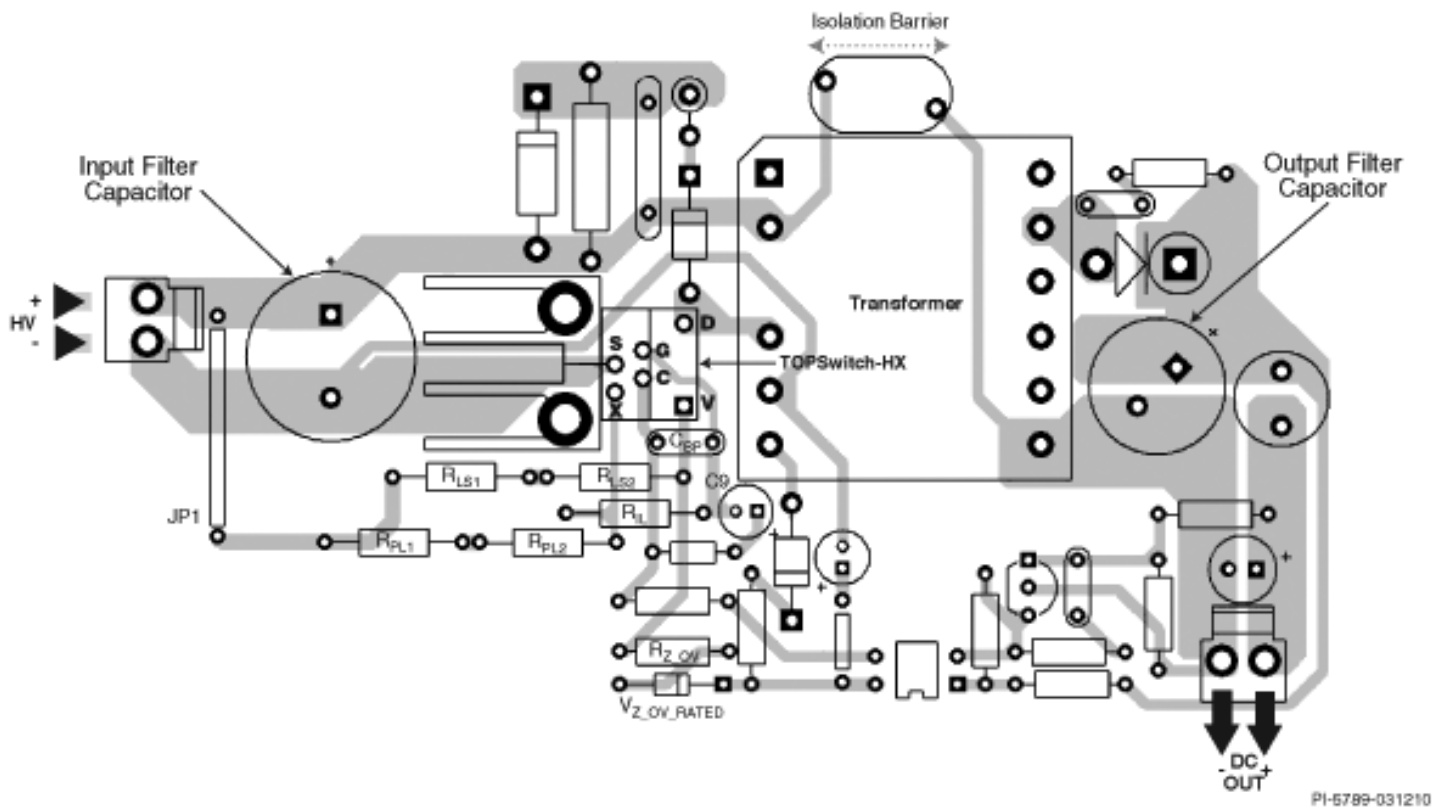 Isolation Barrier
Input Filter
Capacitor
Output Filter
Capacitor
+
HV
-
+
Transformer
+
D
S
G
TOPSwitch-HX
C
X
V
CBP
RLS1
RLS2
C9
JP1
RIL
RPL1
RPL2
+
+
+
RZ_OV
VZ_OV_RATED
- DC +
OUT
PI-5789-031210